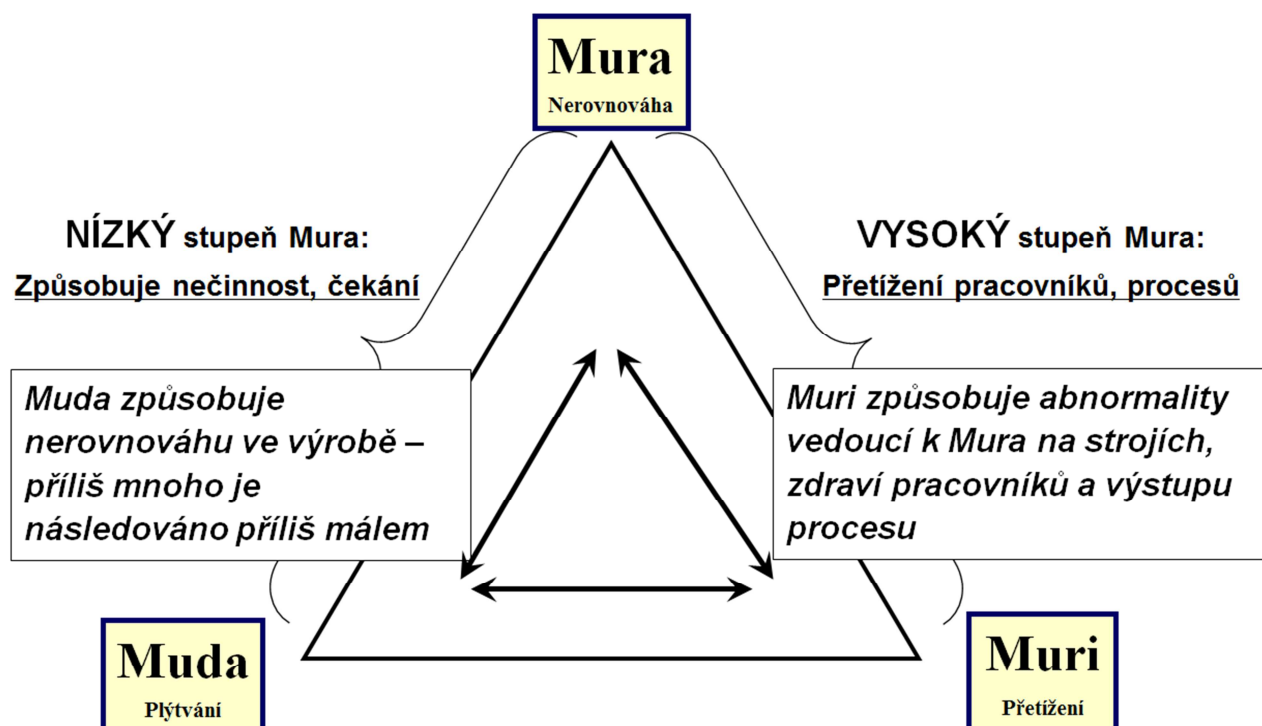 Mura
Nerovnováha
NÍZKÝ stupeň Mura:
Způsobuje nečinnost, čekání
VYSOKÝ stupeň Mura:
Přetížení pracovníků, procesů
Muda způsobuje
nerovnováhu ve výrobě –
příliš mnoho je
následováno příliš málem
Muri způsobuje abnormality
vedoucí k Mura na strojích,
zdraví pracovníků a výstupu
procesu
Muda
Plýtvání
Muri
Přetížení